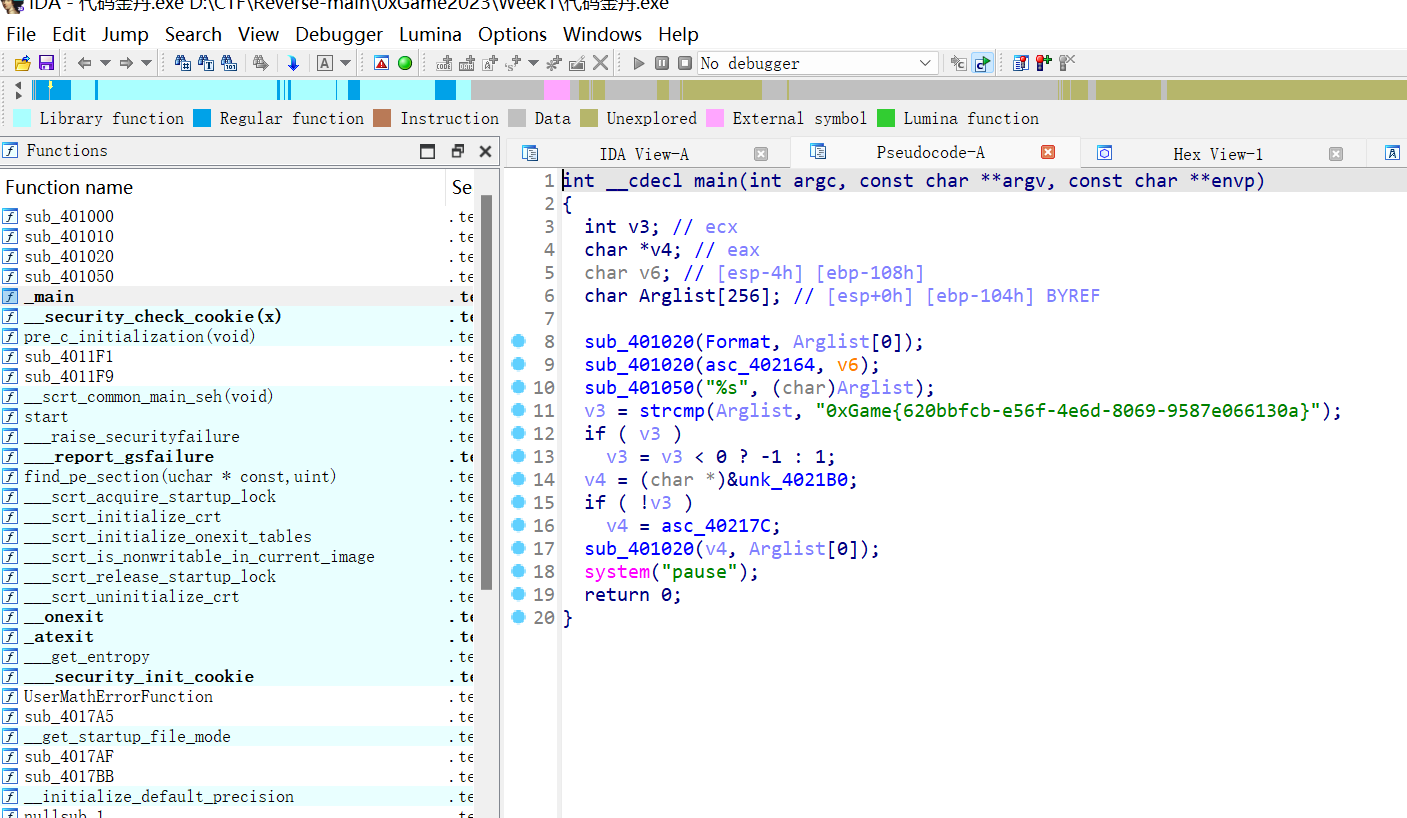 IDA - 代码金丹.exe D:\CTF\Reverse-main\0xGame2023\Week1\代码金丹.exe
File Edit Jump Search View Debugger Lumina Options Windows Help
No debugger
Library function Regular function Instruction Data Unexplored External symbol Lumina function
Functions
IDA View-A Pseudocode-A Hex View-1
Function name Se
sub_401000 .te
sub_401010 .te
sub_401020 .te
sub_401050 .te
_main .te
__security_check_cookie(x) .te
pre_c_initialization(void) .te
sub_4011F1 .te
sub_4011F9 .te
__scrt_common_main_seh(void) .te
start .te
___raise_securityfailure .te
___report_gsfailure .te
find_pe_section(uchar * const,uint) .te
___scrt_acquire_startup_lock .te
___scrt_initialize_crt .te
___scrt_initialize_onexit_tables .te
___scrt_is_nonwritable_in_current_image .te
___scrt_release_startup_lock .te
___scrt_uninitialize_crt .te
__onexit .te
_atexit .te
___get_entropy .te
___security_init_cookie .te
UserMathErrorFunction .te
sub_4017A5 .te
__get_startup_file_mode .te
sub_4017AF .te
sub_4017BB .te
__initialize_default_precision .te
nullsub_1 .te
1 int __cdecl main(int argc, const char **argv, const char **envp)
2 {
3 int v3; // ecx
4 char *v4; // eax
5 char v6; // [esp-4h] [ebp-108h]
6 char Arglist[256]; // [esp+0h] [ebp-104h] BYREF
7
8 sub_401020(Format, Arglist[0]);
9 sub_401020(asc_402164, v6);
10 sub_401050("%s", (char)Arglist);
11 v3 = strcmp(Arglist, "0xGame{620bbfcb-e56f-4e6d-8069-9587e066130a}");
12 if ( v3 )
13 v3 = v3 < 0 ? -1 : 1;
14 v4 = (char *)&unk_4021B0;
15 if ( !v3 )
16 v4 = asc_40217C;
17 sub_401020(v4, Arglist[0]);
18 system("pause");
19 return 0;
20 }